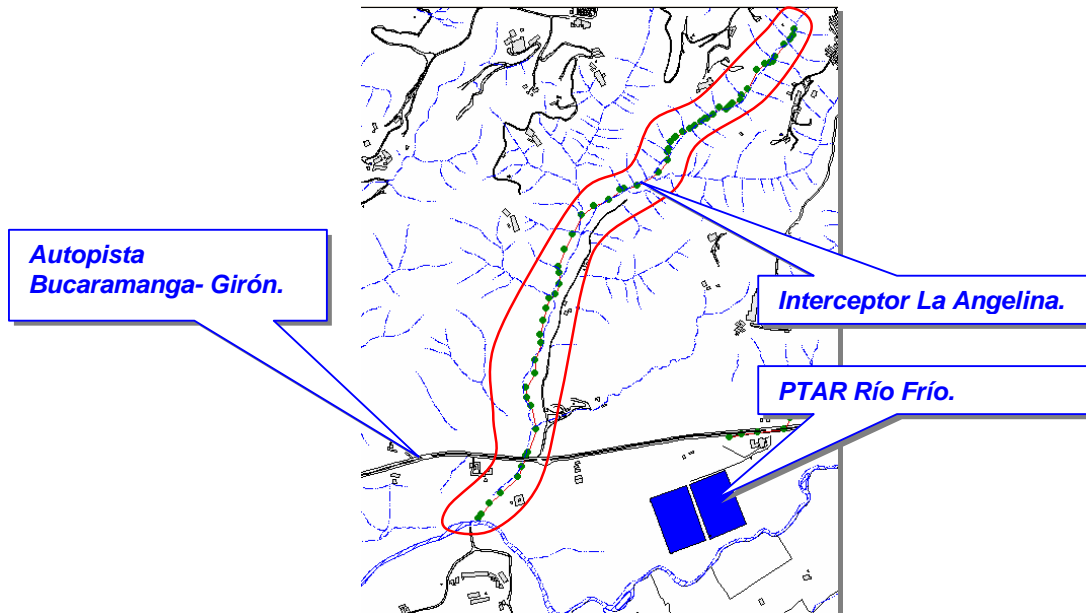 Autopista
Bucaramanga- Girón.
Interceptor La Angelina.
PTAR Río Frío.